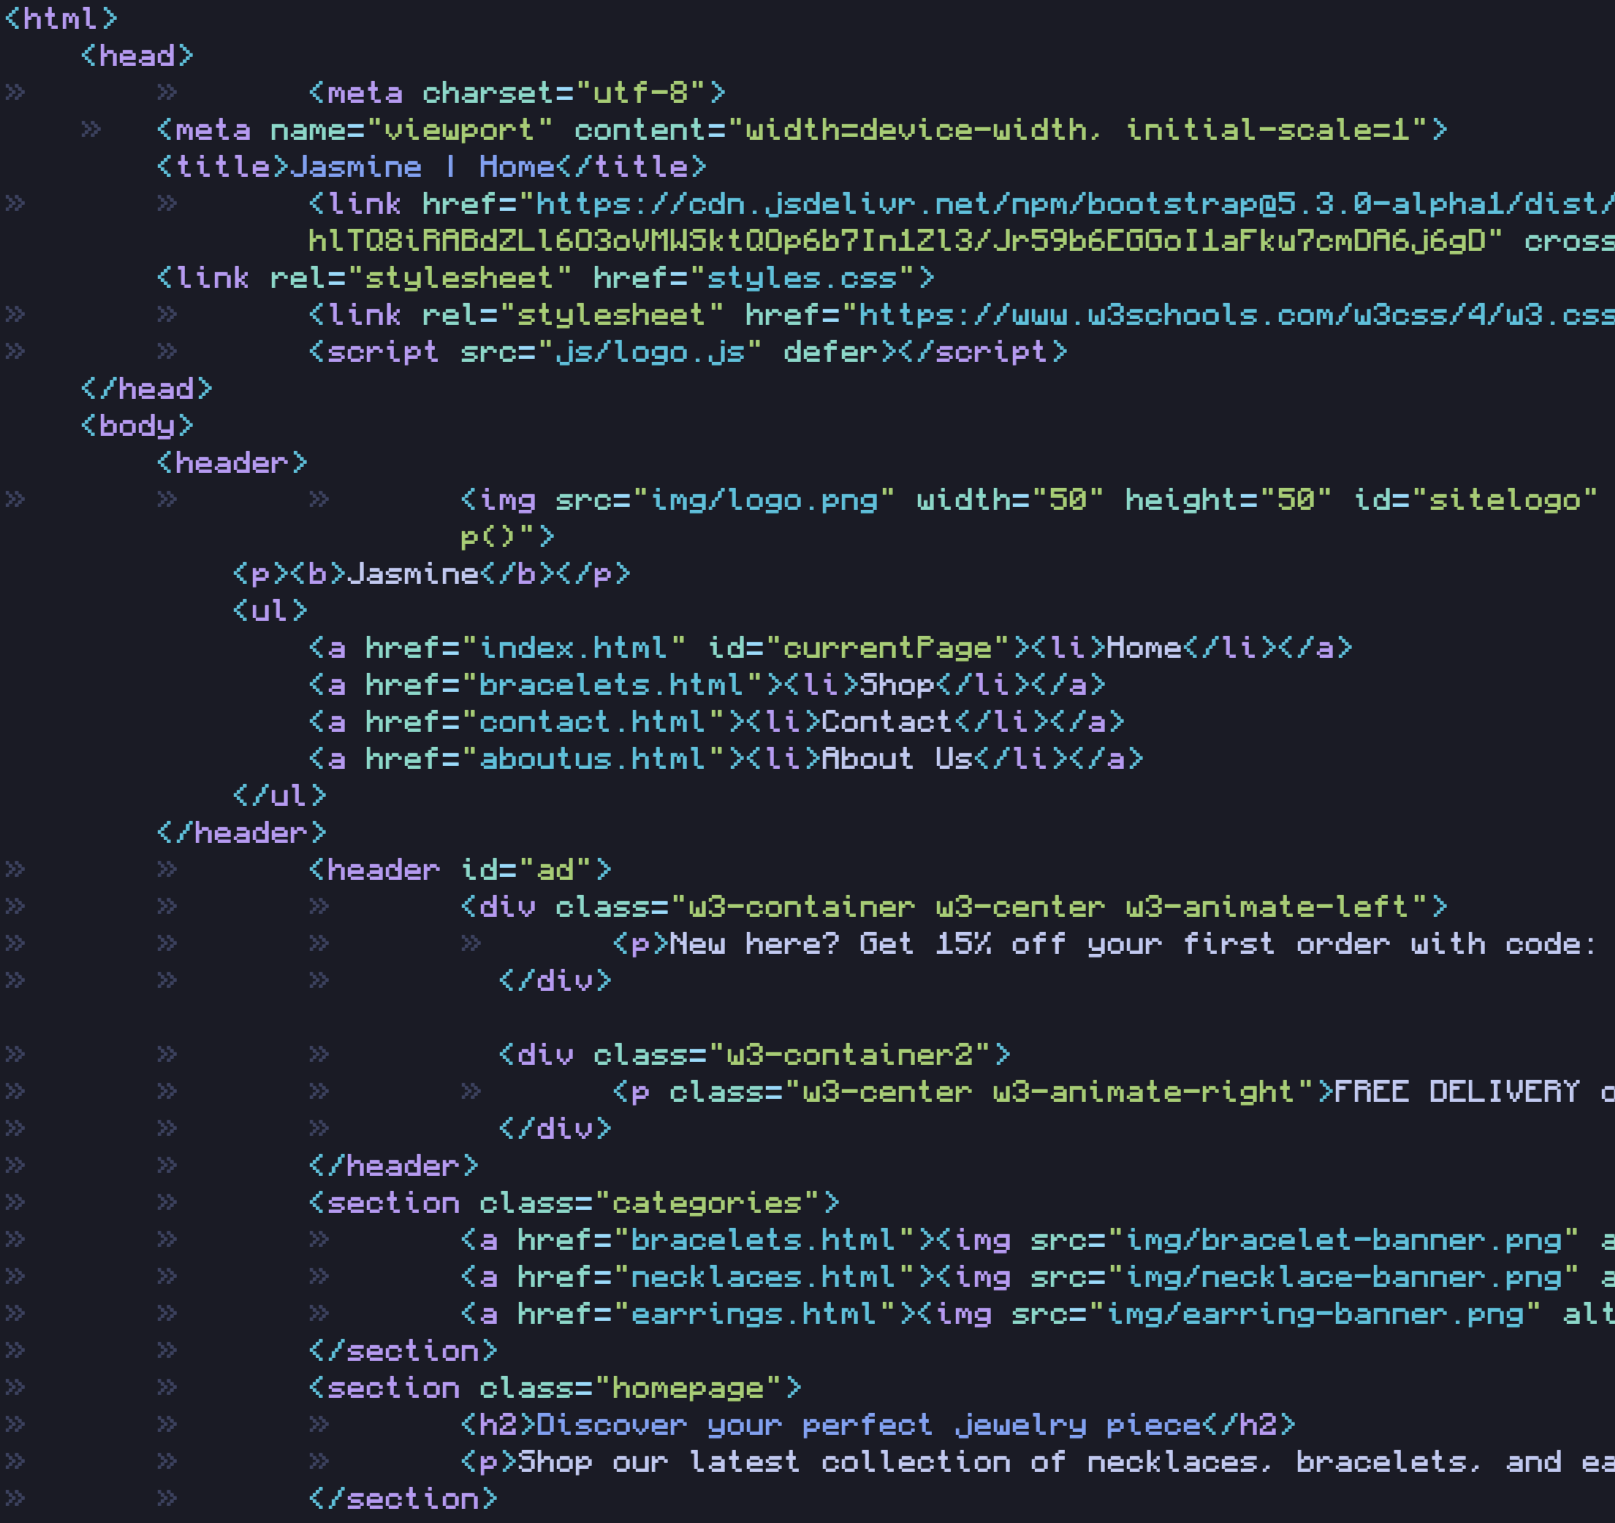 <html>
<head>
» » <meta charset="utf-8">
» <meta name="viewport" content="width=device-width, initial-scale=1">
<title>Jasmine | Home</title>
» » <link href="https://cdn.jsdelivr.net/npm/bootstrap@5.3.0-alpha1/dist/
hlTQ8iRABdZLl6O3oVMWSktQOp6b7In1Zl3/Jr59b6EGGoI1aFkw7cmDA6j6gD" cross
<link rel="stylesheet" href="styles.css">
» » <link rel="stylesheet" href="https://www.w3schools.com/w3css/4/w3.css
» » <script src="js/logo.js" defer></script>
</head>
<body>
<header>
» » » <img src="img/logo.png" width="50" height="50" id="sitelogo"
p()">
<p><b>Jasmine</b></p>
<ul>
<a href="index.html" id="currentPage"><li>Home</li></a>
<a href="bracelets.html"><li>Shop</li></a>
<a href="contact.html"><li>Contact</li></a>
<a href="aboutus.html"><li>About Us</li></a>
</ul>
</header>
» » <header id="ad">
» » » <div class="w3-container w3-center w3-animate-left">
» » » » <p>New here? Get 15% off your first order with code:
» » » </div>
» » » <div class="w3-container2">
» » » » <p class="w3-center w3-animate-right">FREE DELIVERY o
» » » </div>
» » </header>
» » <section class="categories">
» » » <a href="bracelets.html"><img src="img/bracelet-banner.png" a
» » » <a href="necklaces.html"><img src="img/necklace-banner.png" a
» » » <a href="earrings.html"><img src="img/earring-banner.png" alt
» » </section>
» » <section class="homepage">
» » » <h2>Discover your perfect jewelry piece</h2>
» » » <p>Shop our latest collection of necklaces, bracelets, and ea
» » </section>